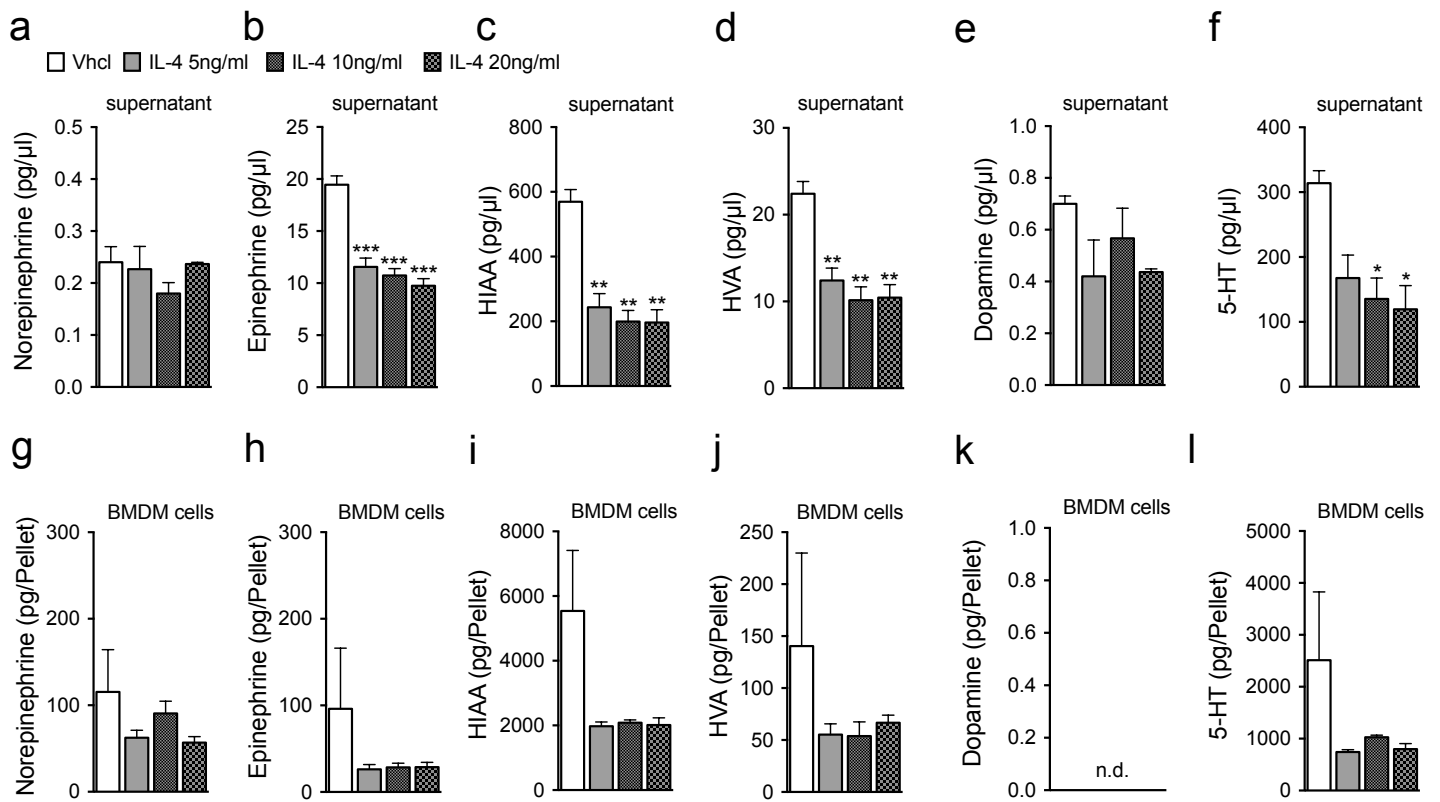 a b c d e f
Vhcl IL-4 5ng/ml IL-4 10ng/ml IL-4 20ng/ml
supernatant
Norepinephrine (pg/µl)
0.5
0.4
0.3
0.2
0.1
0.0
supernatant
Epinephrine (pg/µl)
25
20
15
10
5
0
*** *** ***
supernatant
HIAA (pg/µl)
800
600
400
200
0
** ** **
supernatant
HVA (pg/µl)
30
20
10
0
** ** **
supernatant
Dopamine (pg/µl)
1.0
0.8
0.6
0.4
0.2
0.0
supernatant
5-HT (pg/µl)
400
300
200
100
0
* *
g h i j k l
BMDM cells
Norepinephrine (pg/Pellet)
300
200
100
0
BMDM cells
Epinephrine (pg/Pellet)
300
200
100
0
BMDM cells
HIAA (pg/Pellet)
8000
6000
4000
2000
0
BMDM cells
HVA (pg/Pellet)
250
200
150
100
50
0
BMDM cells
Dopamine (pg/Pellet)
1.0
0.8
0.6
0.4
0.2
0.0
n.d.
BMDM cells
5-HT (pg/Pellet)
5000
4000
3000
2000
1000
0